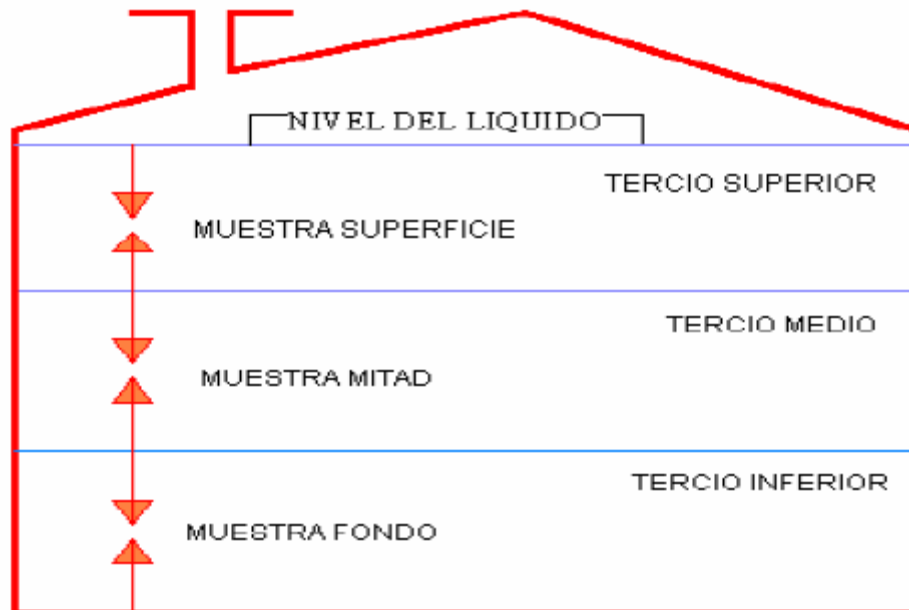 NIVEL DEL LIQUIDO
TERCIO SUPERIOR
MUESTRA SUPERFICIE
TERCIO MEDIO
MUESTRA MITAD
TERCIO INFERIOR
MUESTRA FONDO